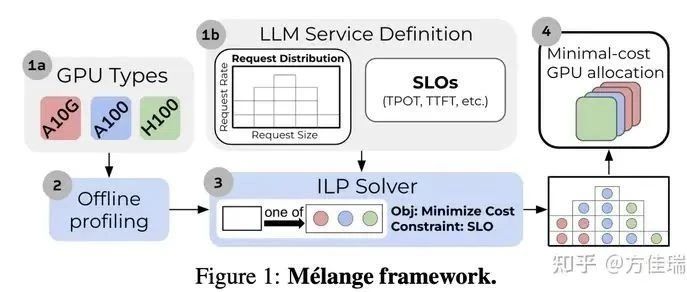 1a
GPU Types
A10G
A100
H100
1b
LLM Service Definition
Request Distribution
Request Rate
Request Size
SLOs
(TPOT, TTFT, etc.)
4
Minimal-cost
GPU allocation
2
Offline
profiling
3
ILP Solver
one of
Obj: Minimize Cost
Constraint: SLO
知乎 @方佳瑞
Figure 1: Mélange framework.